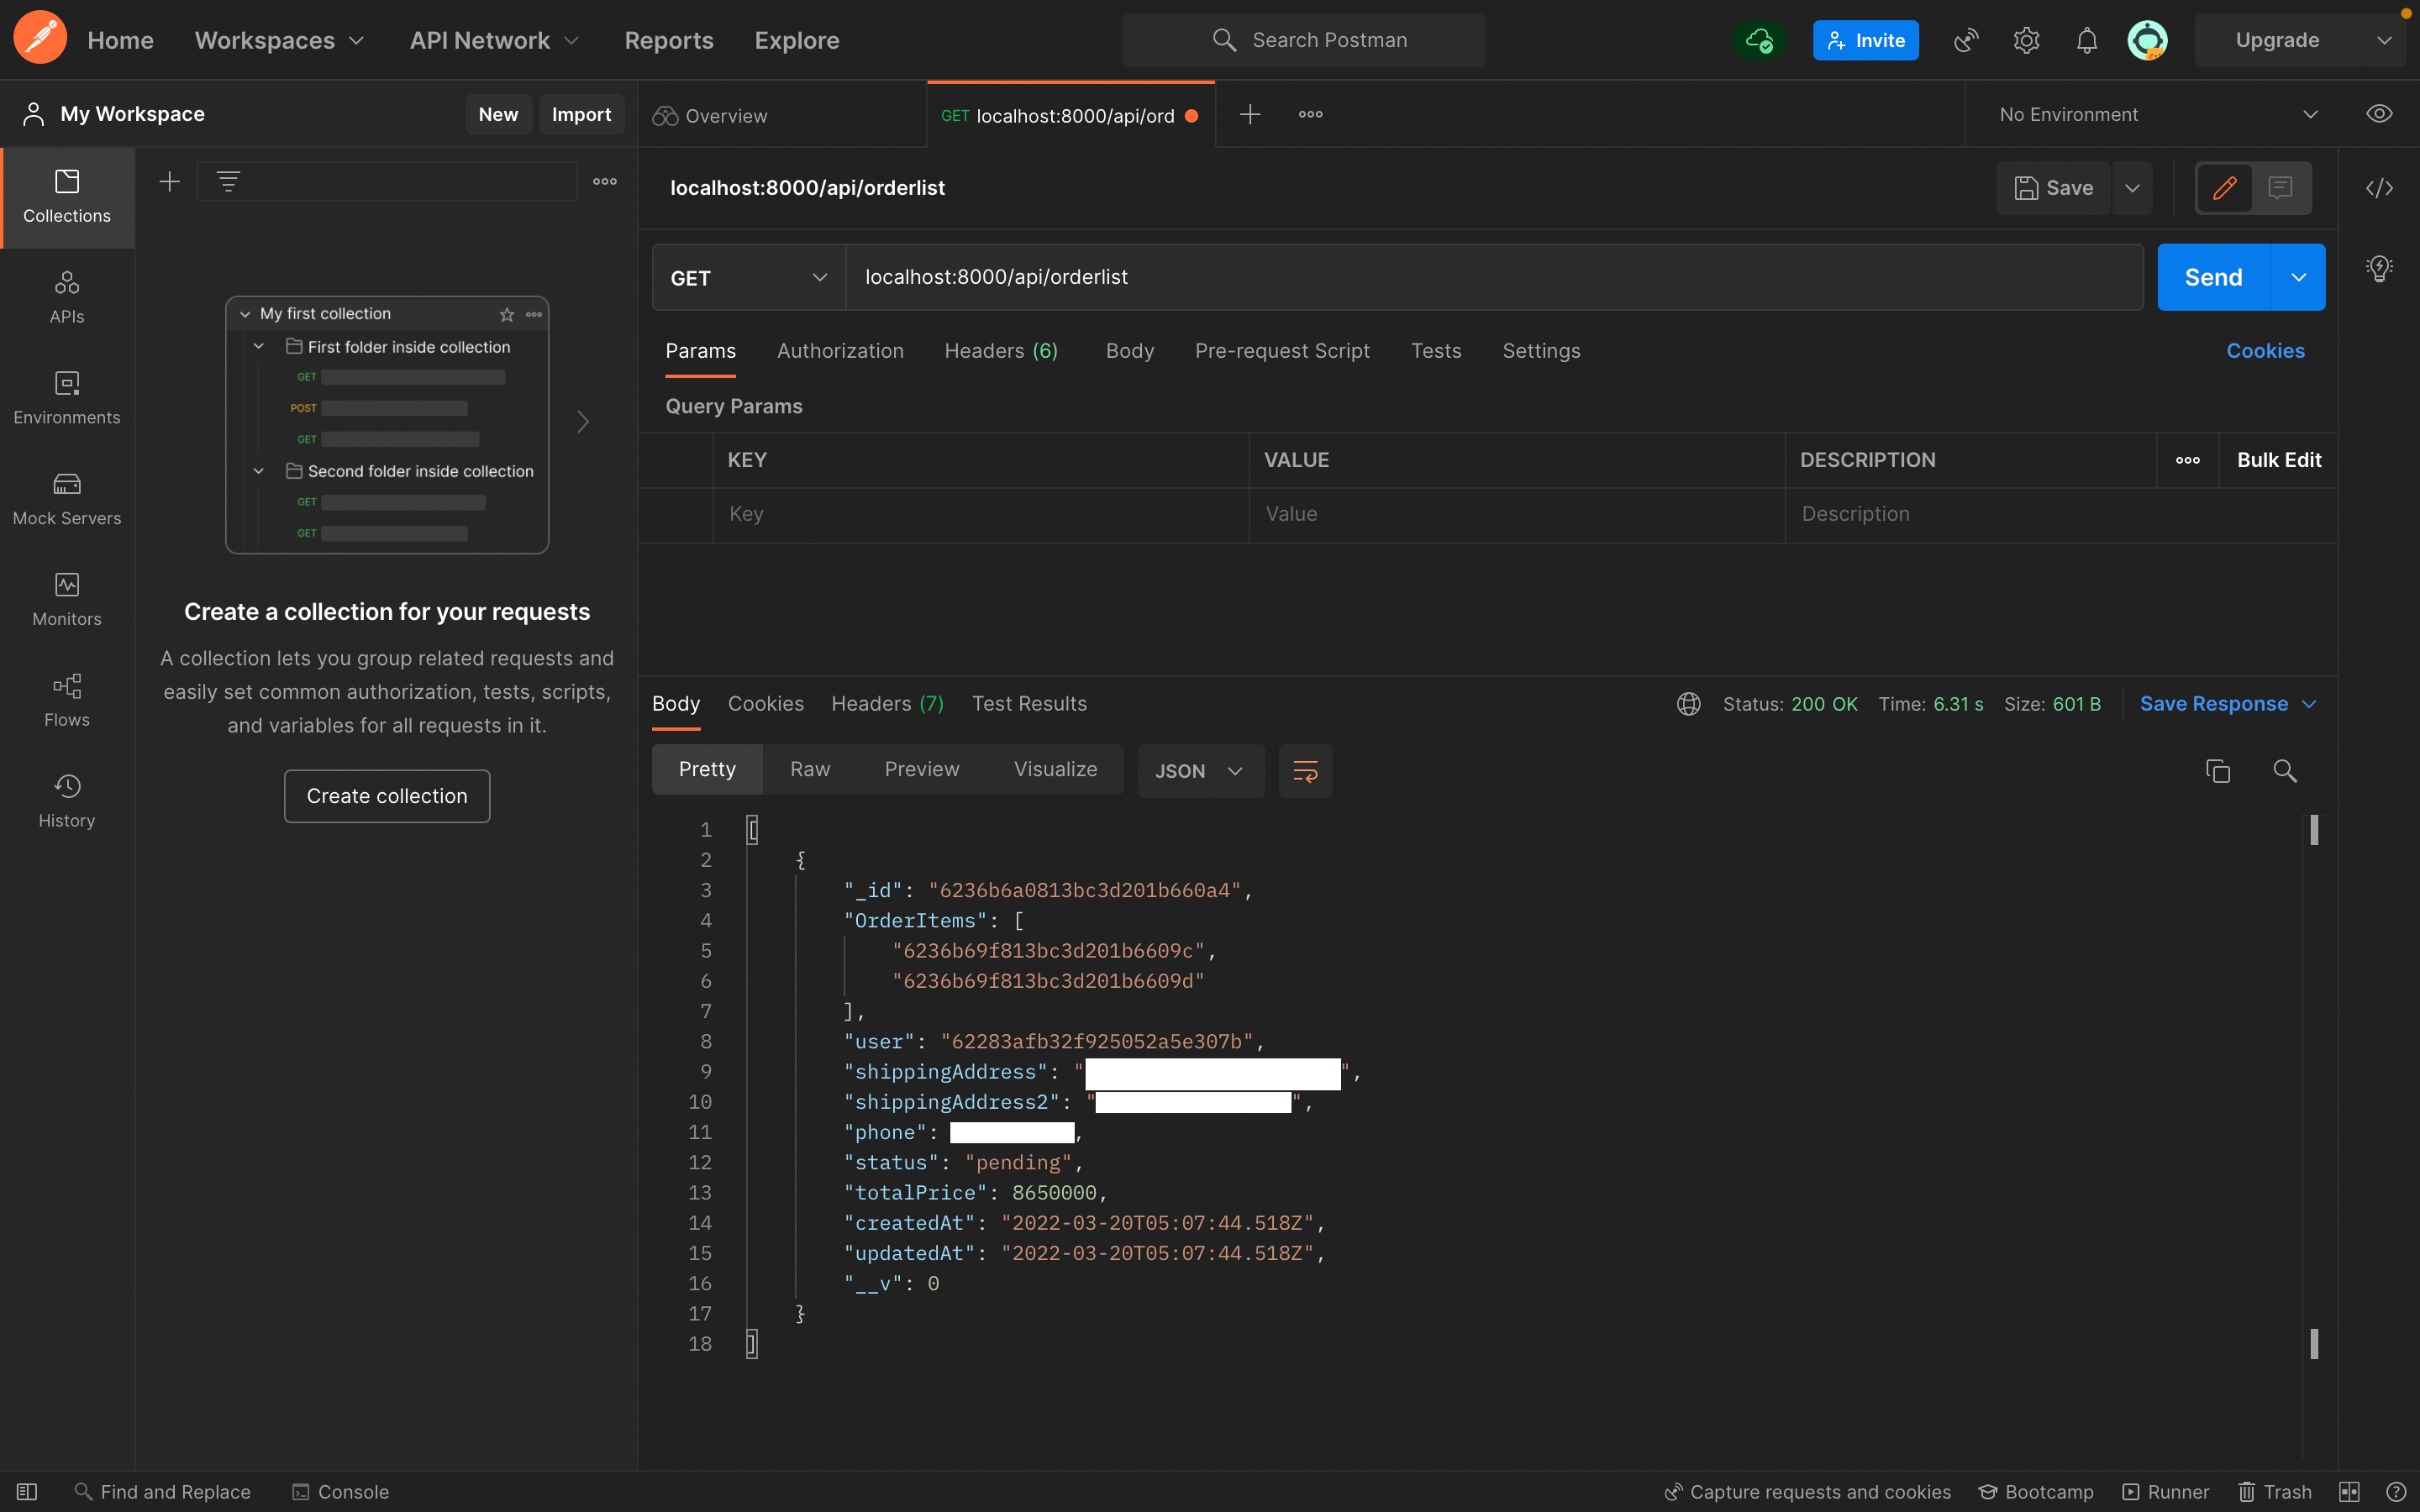 Home Workspaces API Network Reports Explore Search Postman Invite Upgrade
My Workspace New Import
Overview GET localhost:8000/api/ord No Environment
Collections
APIs
Environments
Mock Servers
Monitors
Flows
History
My first collection
First folder inside collection
GET
POST
GET
Second folder inside collection
GET
GET
Create a collection for your requests
A collection lets you group related requests and
easily set common authorization, tests, scripts,
and variables for all requests in it.
Create collection
localhost:8000/api/orderlist Save
GET localhost:8000/api/orderlist Send
Params Authorization Headers (6) Body Pre-request Script Tests Settings Cookies
Query Params
KEY VALUE DESCRIPTION Bulk Edit
Key Value Description
Body Cookies Headers (7) Test Results Status: 200 OK Time: 6.31 s Size: 601 B Save Response
Pretty Raw Preview Visualize JSON
1 [
2 {
3 "_id": "6236b6a0813bc3d201b660a4",
4 "OrderItems": [
5 "6236b69f813bc3d201b6609c",
6 "6236b69f813bc3d201b6609d"
7 ],
8 "user": "62283afb32f925052a5e307b",
9 "shippingAddress": "",
10 "shippingAddress2": "",
11 "phone": ,
12 "status": "pending",
13 "totalPrice": 8650000,
14 "createdAt": "2022-03-20T05:07:44.518Z",
15 "updatedAt": "2022-03-20T05:07:44.518Z",
16 "__v": 0
17 }
18 ]
Find and Replace Console Capture requests and cookies Bootcamp Runner Trash